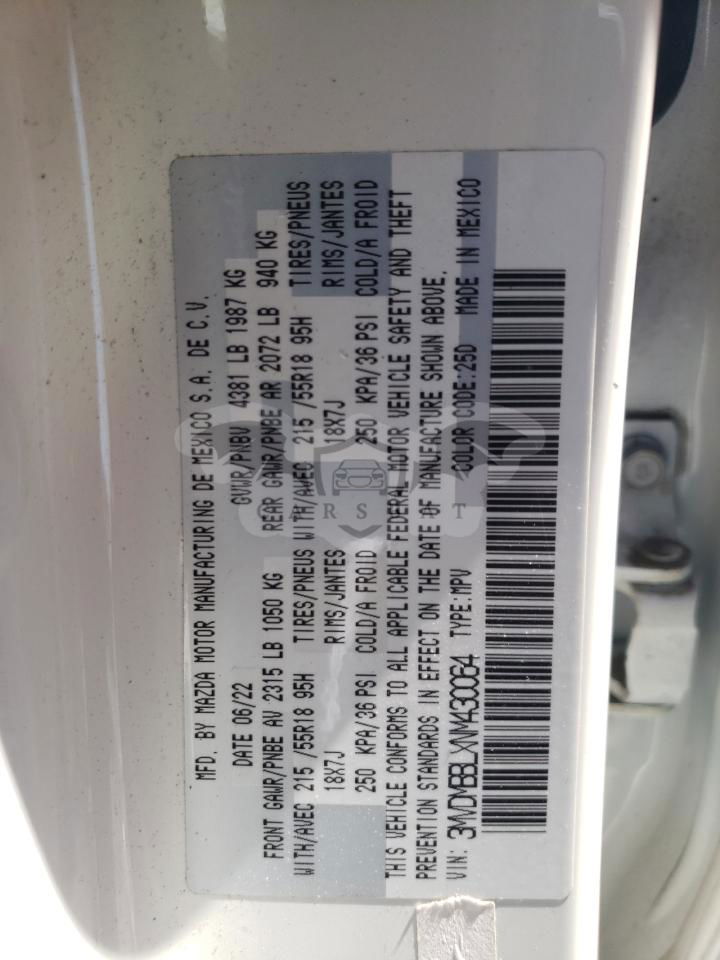 MFD. BY MAZDA MOTOR MANUFACTURING DE MEXICO S.A. DE C.V.
DATE 06/22 GVWR/PNBV 4381 LB 1987 KG
FRONT GAWR/PNBE AV 2315 LB 1050 KG REAR GAWR/PNBE AR 2072 LB 940 KG
WITH/AVEC 215 /55R18 95H TIRES/PNEUS WITH/AVEC 215 /55R18 95H TIRES/PNEUS
18X7J RIMS/JANTES 18X7J RIMS/JANTES
250 KPA/36 PSI COLD/A FROID 250 KPA/36 PSI COLD/A FROID
THIS VEHICLE CONFORMS TO ALL APPLICABLE FEDERAL MOTOR VEHICLE SAFETY AND THEFT
PREVENTION STANDARDS IN EFFECT ON THE DATE OF MANUFACTURE SHOWN ABOVE.
VIN: 3MVDMBBLXNM430064 TYPE:MPV COLOR CODE:25D MADE IN MEXICO